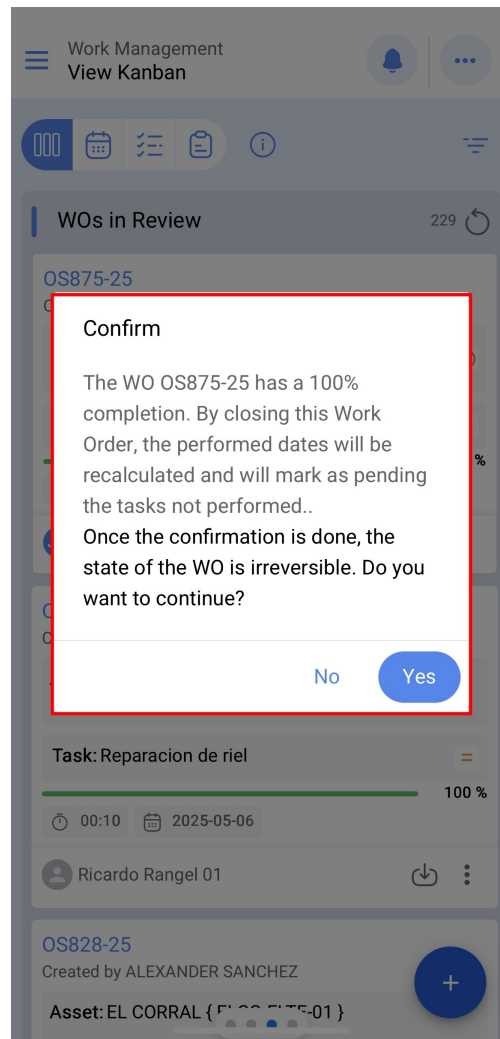 Work Management
View Kanban
WOs in Review
229
OS875-25
Confirm
The WO OS875-25 has a 100%
completion. By closing this Work
Order, the performed dates will be
recalculated and will mark as pending
the tasks not performed..
Once the confirmation is done, the
state of the WO is irreversible. Do you
want to continue?
No
Yes
Task: Reparacion de riel
100 %
00:10
2025-05-06
Ricardo Rangel 01
OS828-25
Created by ALEXANDER SANCHEZ
Asset: EL CORRAL {